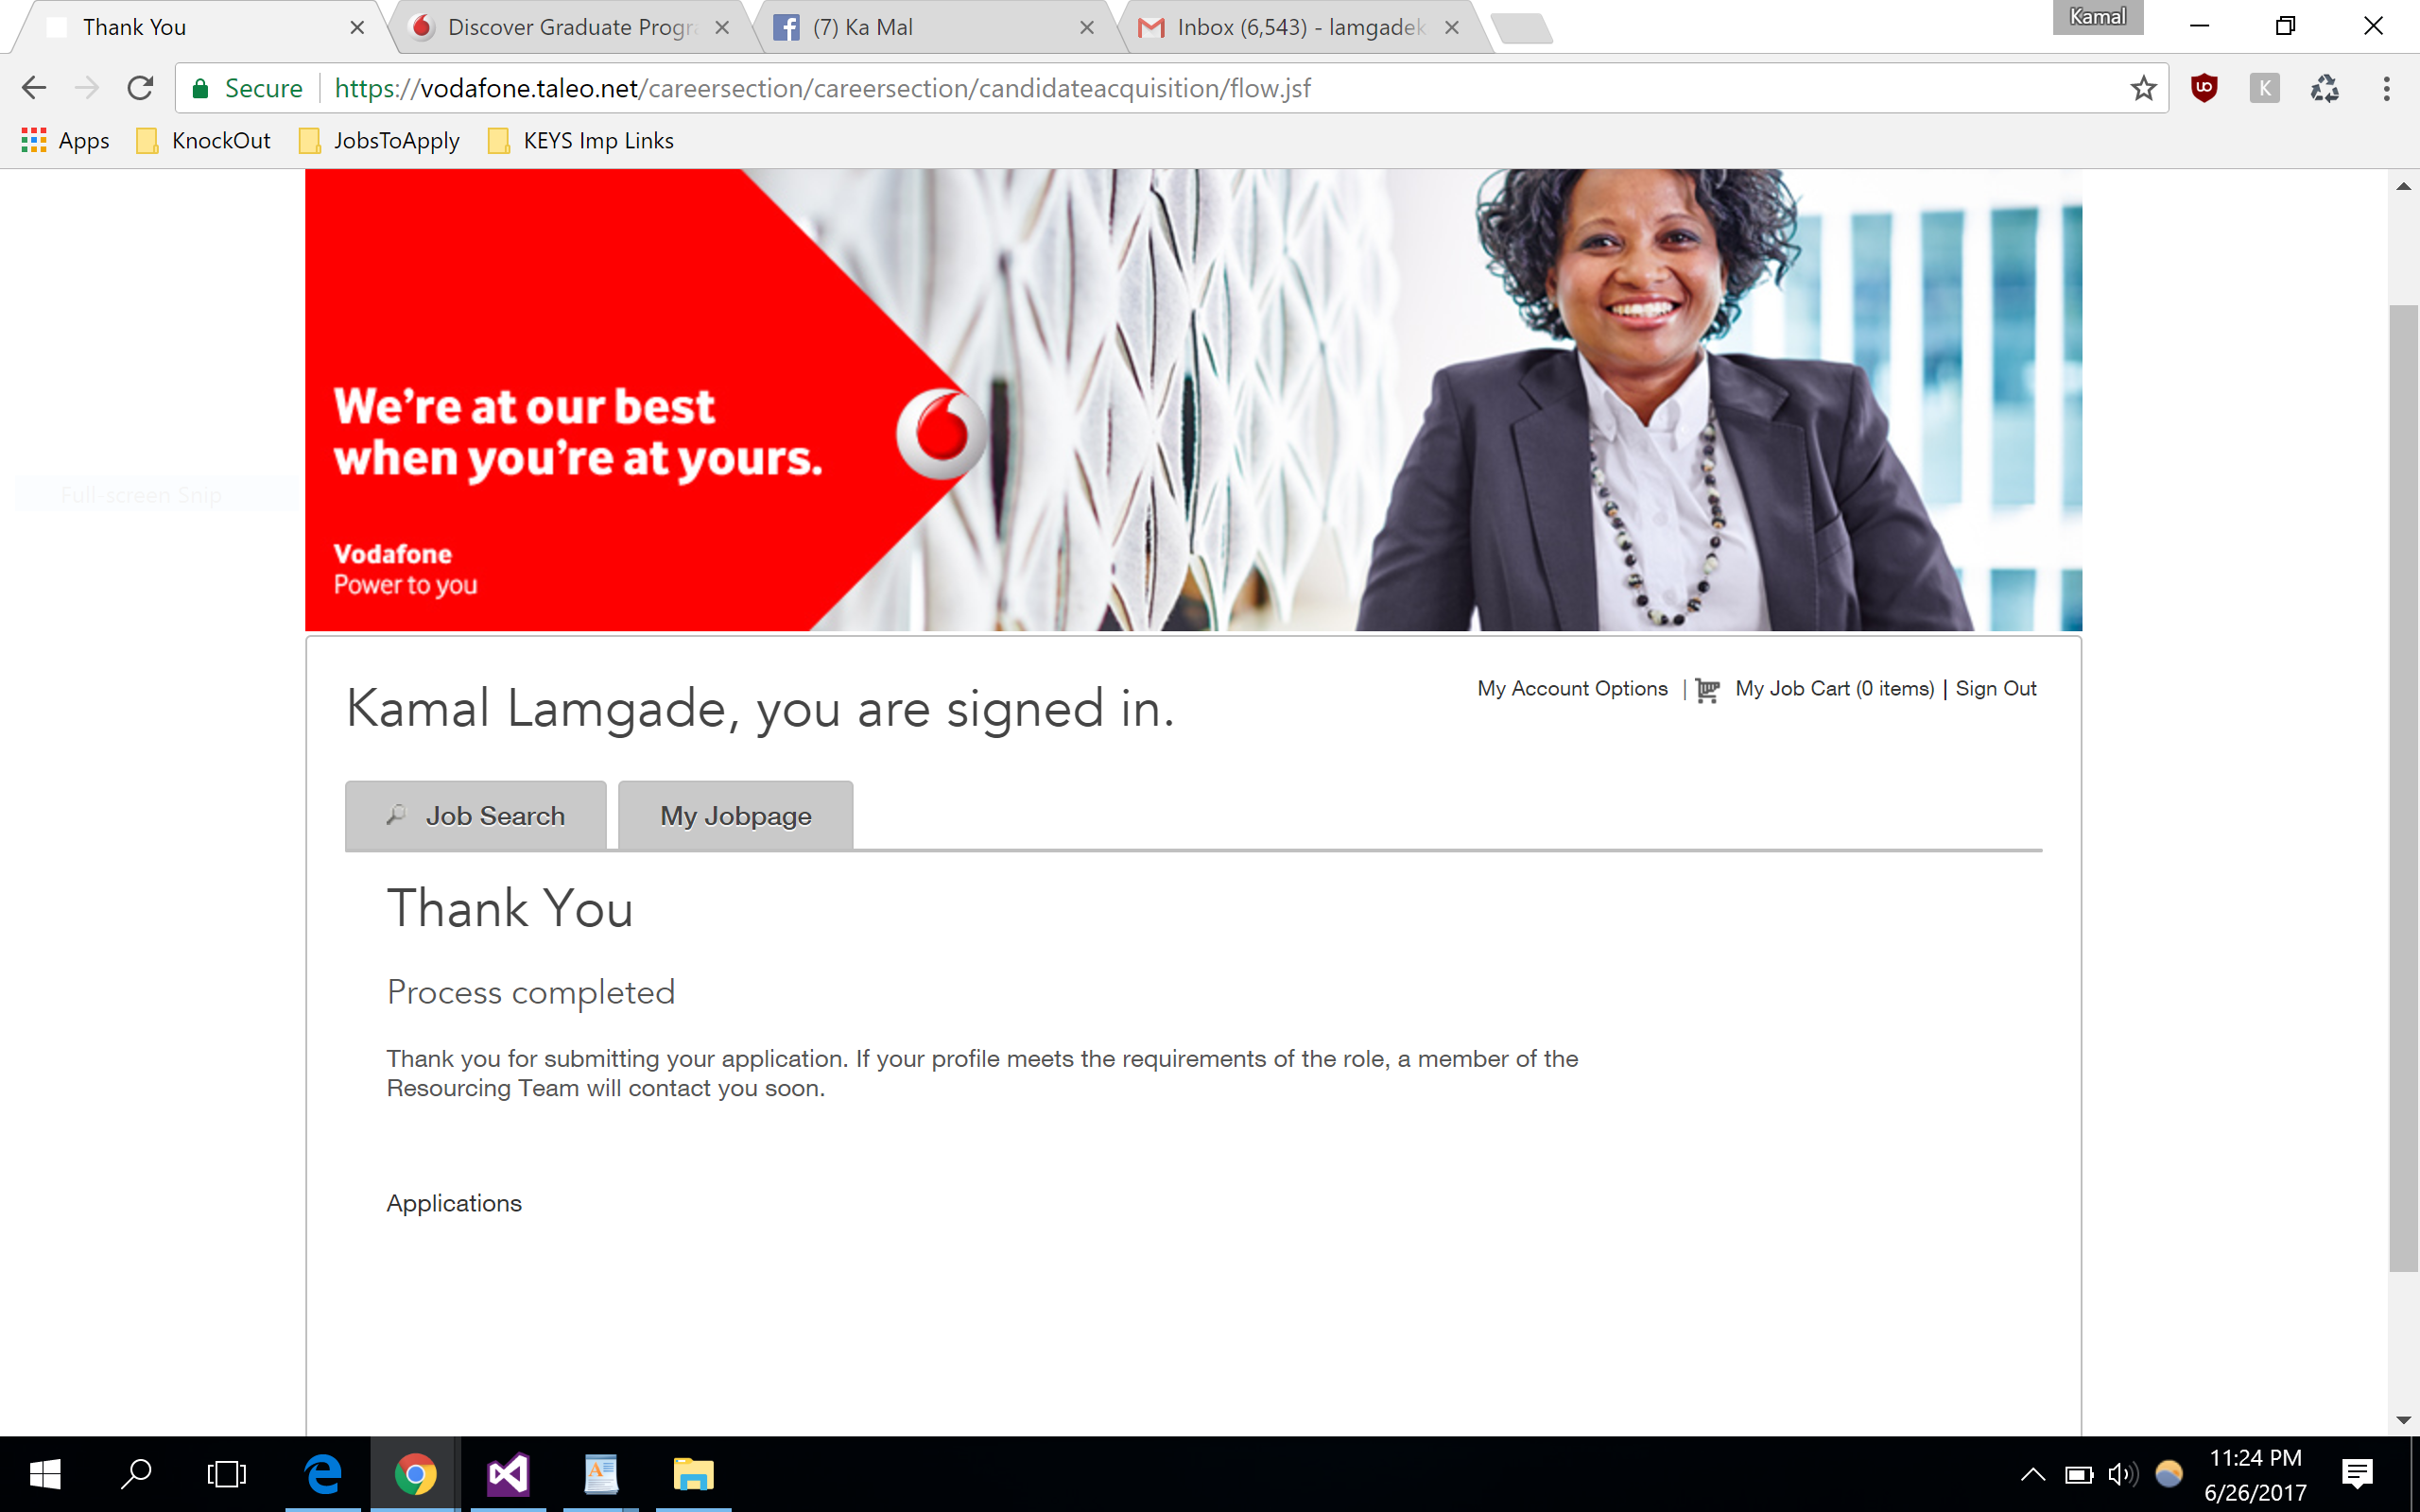 Thank You
Discover Graduate Progr
(7) Ka Mal
Inbox (6,543) - lamgadek
Kamal
Secure
https://vodafone.taleo.net/careersection/careersection/candidateacquisition/flow.jsf
K
Apps
KnockOut
JobsToApply
KEYS Imp Links
We're at our best
when you're at yours.
Full-screen Snip
Vodafone
Power to you
Kamal Lamgade, you are signed in.
My Account Options | My Job Cart (0 items) | Sign Out
Job Search
My Jobpage
Thank You
Process completed
Thank you for submitting your application. If your profile meets the requirements of the role, a member of the
Resourcing Team will contact you soon.
Applications
11:24 PM
6/26/2017